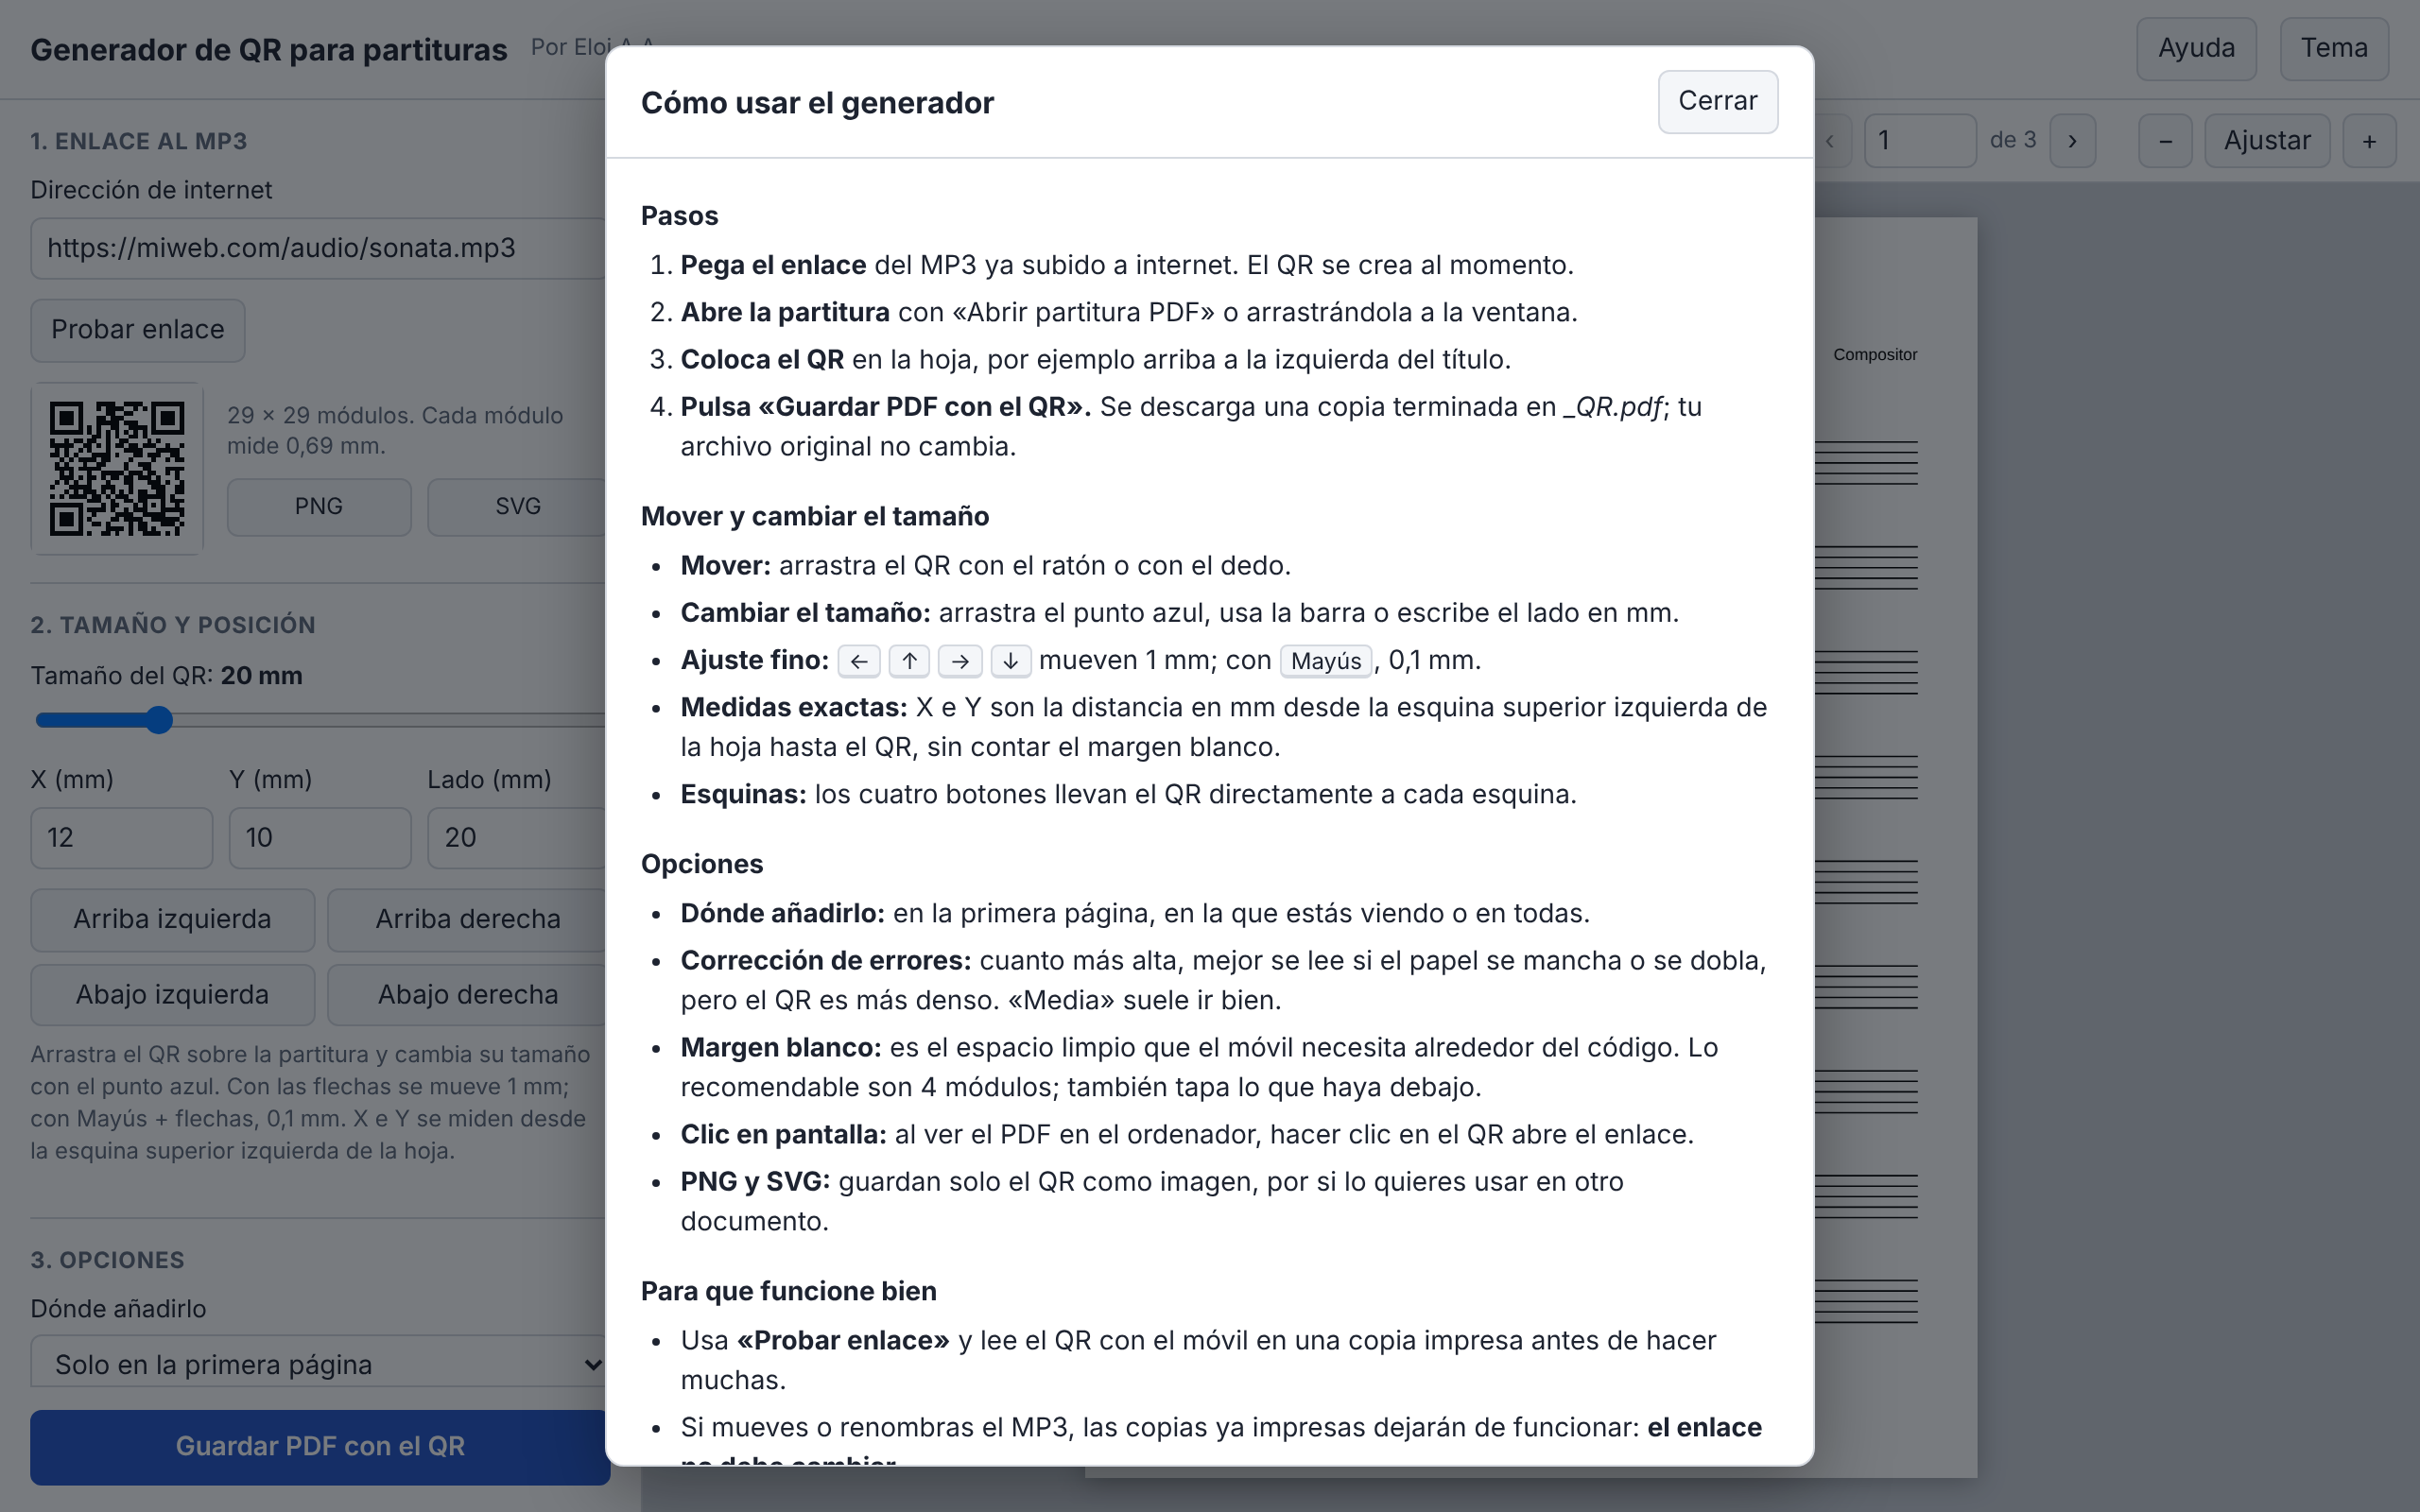 Generador de QR para partituras
Por Eloi A A
Ayuda
Tema
1. ENLACE AL MP3
Dirección de internet
https://miweb.com/audio/sonata.mp3
Probar enlace
29 × 29 módulos. Cada módulo
mide 0,69 mm.
PNG
SVG
2. TAMAÑO Y POSICIÓN
Tamaño del QR: 20 mm
X (mm)
Y (mm)
Lado (mm)
12
10
20
Arriba izquierda
Arriba derecha
Abajo izquierda
Abajo derecha
Arrastra el QR sobre la partitura y cambia su tamaño
con el punto azul. Con las flechas se mueve 1 mm;
con Mayús + flechas, 0,1 mm. X e Y se miden desde
la esquina superior izquierda de la hoja.
3. OPCIONES
Dónde añadirlo
Solo en la primera página
Guardar PDF con el QR
Cómo usar el generador
Cerrar
Pasos
1. Pega el enlace del MP3 ya subido a internet. El QR se crea al momento.
2. Abre la partitura con «Abrir partitura PDF» o arrastrándola a la ventana.
3. Coloca el QR en la hoja, por ejemplo arriba a la izquierda del título.
4. Pulsa «Guardar PDF con el QR». Se descarga una copia terminada en _QR.pdf; tu
archivo original no cambia.
Mover y cambiar el tamaño
• Mover: arrastra el QR con el ratón o con el dedo.
• Cambiar el tamaño: arrastra el punto azul, usa la barra o escribe el lado en mm.
• Ajuste fino: ← ↑ → ↓ mueven 1 mm; con Mayús, 0,1 mm.
• Medidas exactas: X e Y son la distancia en mm desde la esquina superior izquierda de
la hoja hasta el QR, sin contar el margen blanco.
• Esquinas: los cuatro botones llevan el QR directamente a cada esquina.
Opciones
• Dónde añadirlo: en la primera página, en la que estás viendo o en todas.
• Corrección de errores: cuanto más alta, mejor se lee si el papel se mancha o se dobla,
pero el QR es más denso. «Media» suele ir bien.
• Margen blanco: es el espacio limpio que el móvil necesita alrededor del código. Lo
recomendable son 4 módulos; también tapa lo que haya debajo.
• Clic en pantalla: al ver el PDF en el ordenador, hacer clic en el QR abre el enlace.
• PNG y SVG: guardan solo el QR como imagen, por si lo quieres usar en otro
documento.
Para que funcione bien
• Usa «Probar enlace» y lee el QR con el móvil en una copia impresa antes de hacer
muchas.
• Si mueves o renombras el MP3, las copias ya impresas dejarán de funcionar: el enlace
no debe cambiar
‹ 1 de 3 ›
− Ajustar +
Compositor